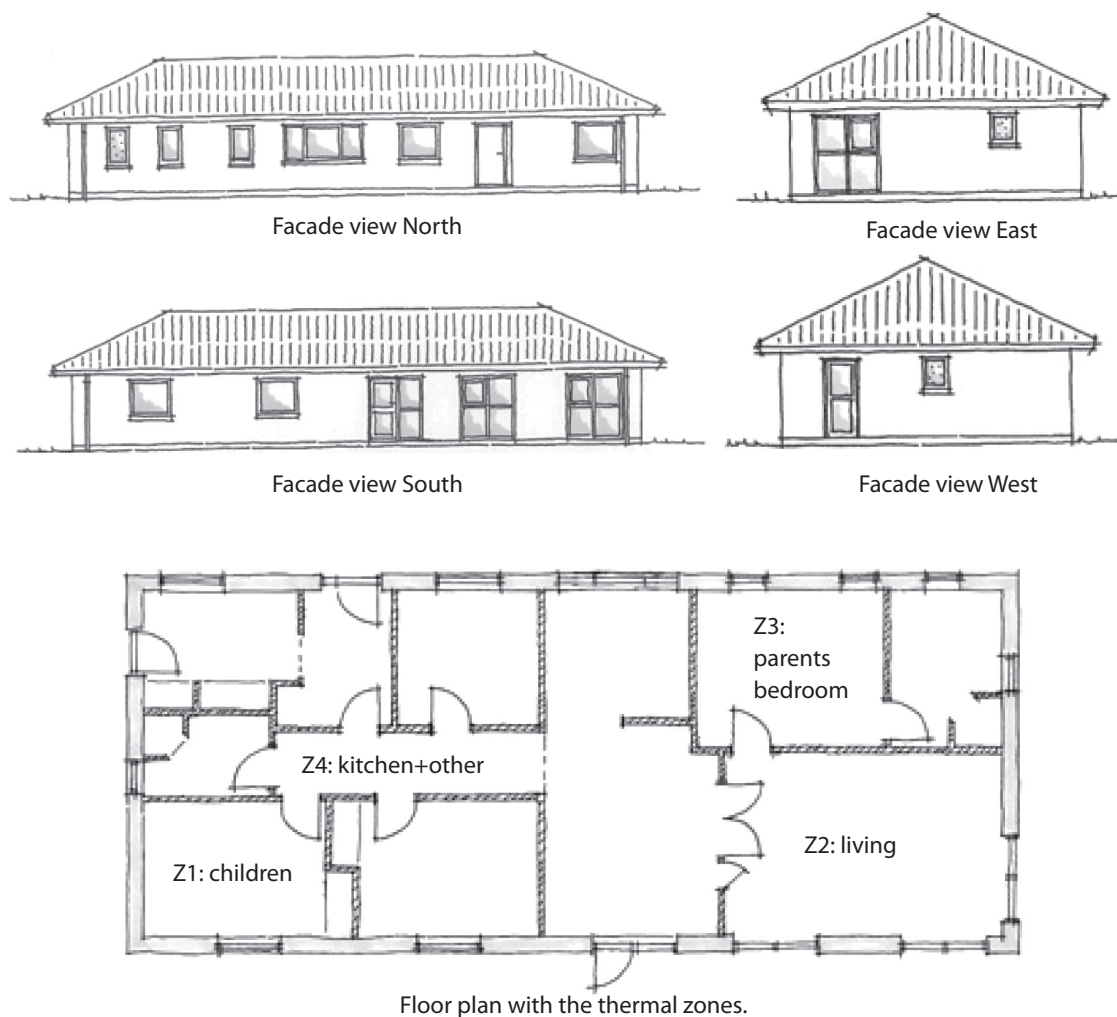 Facade view North
Facade view East
Facade view South
Facade view West
Z3:
parents
bedroom
Z4: kitchen+other
Z2: living
Z1: children
Floor plan with the thermal zones.